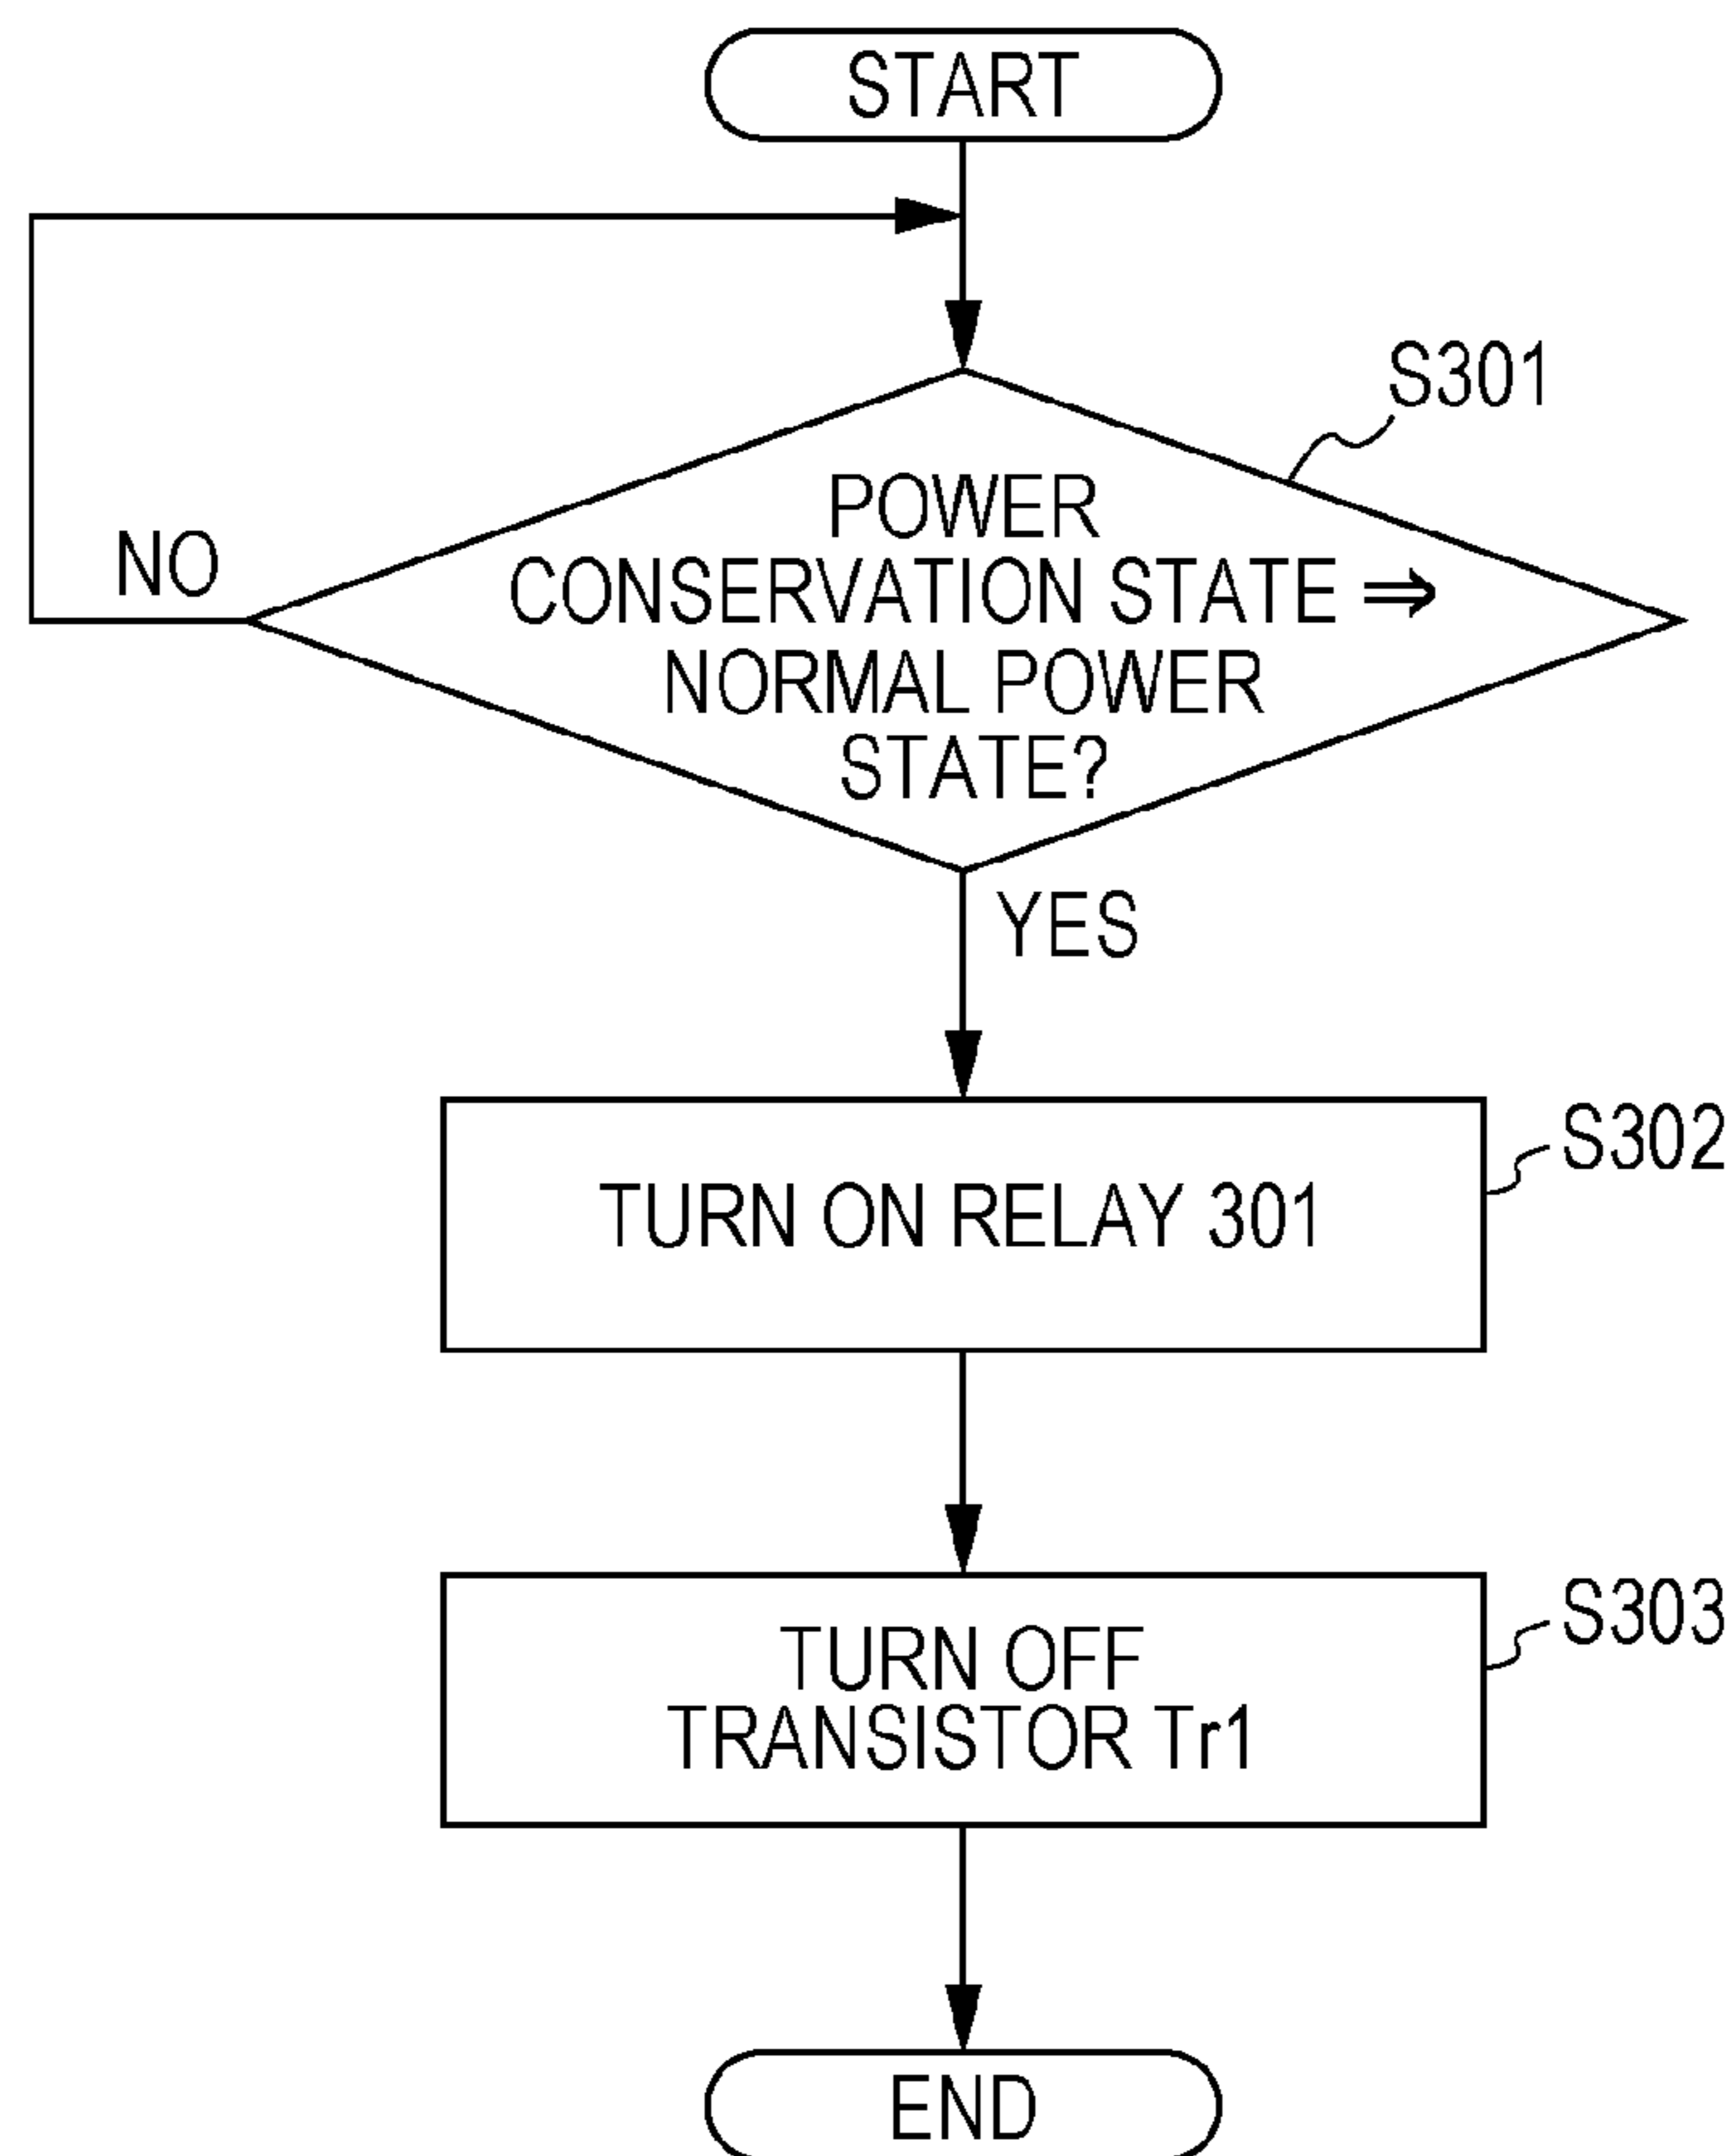 START
S301
POWER
CONSERVATION STATE ⇒
NORMAL POWER
STATE?
NO
YES
TURN ON RELAY 301
S302
TURN OFF
TRANSISTOR Tr1
S303
END